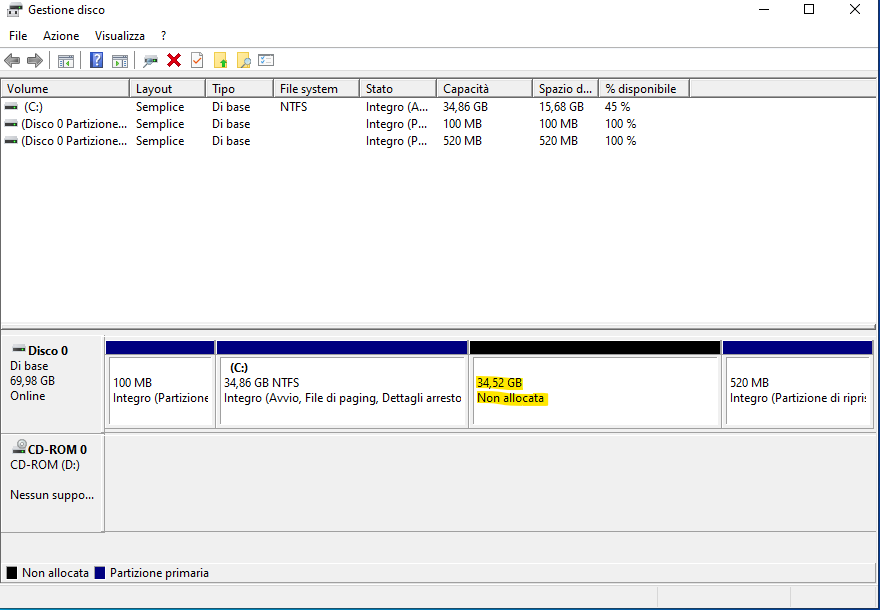 Gestione disco
File Azione Visualizza ?
Volume Layout Tipo File system Stato Capacità Spazio d... % disponibile
(C:) Semplice Di base NTFS Integro (A... 34,86 GB 15,68 GB 45 %
(Disco 0 Partizione... Semplice Di base Integro (P... 100 MB 100 MB 100 %
(Disco 0 Partizione... Semplice Di base Integro (P... 520 MB 520 MB 100 %
Disco 0
Di base
69,98 GB
Online
100 MB
Integro (Partizione
(C:)
34,86 GB NTFS
Integro (Avvio, File di paging, Dettagli arresto
34,52 GB
Non allocata
520 MB
Integro (Partizione di ripris
CD-ROM 0
CD-ROM (D:)
Nessun suppo...
Non allocata Partizione primaria